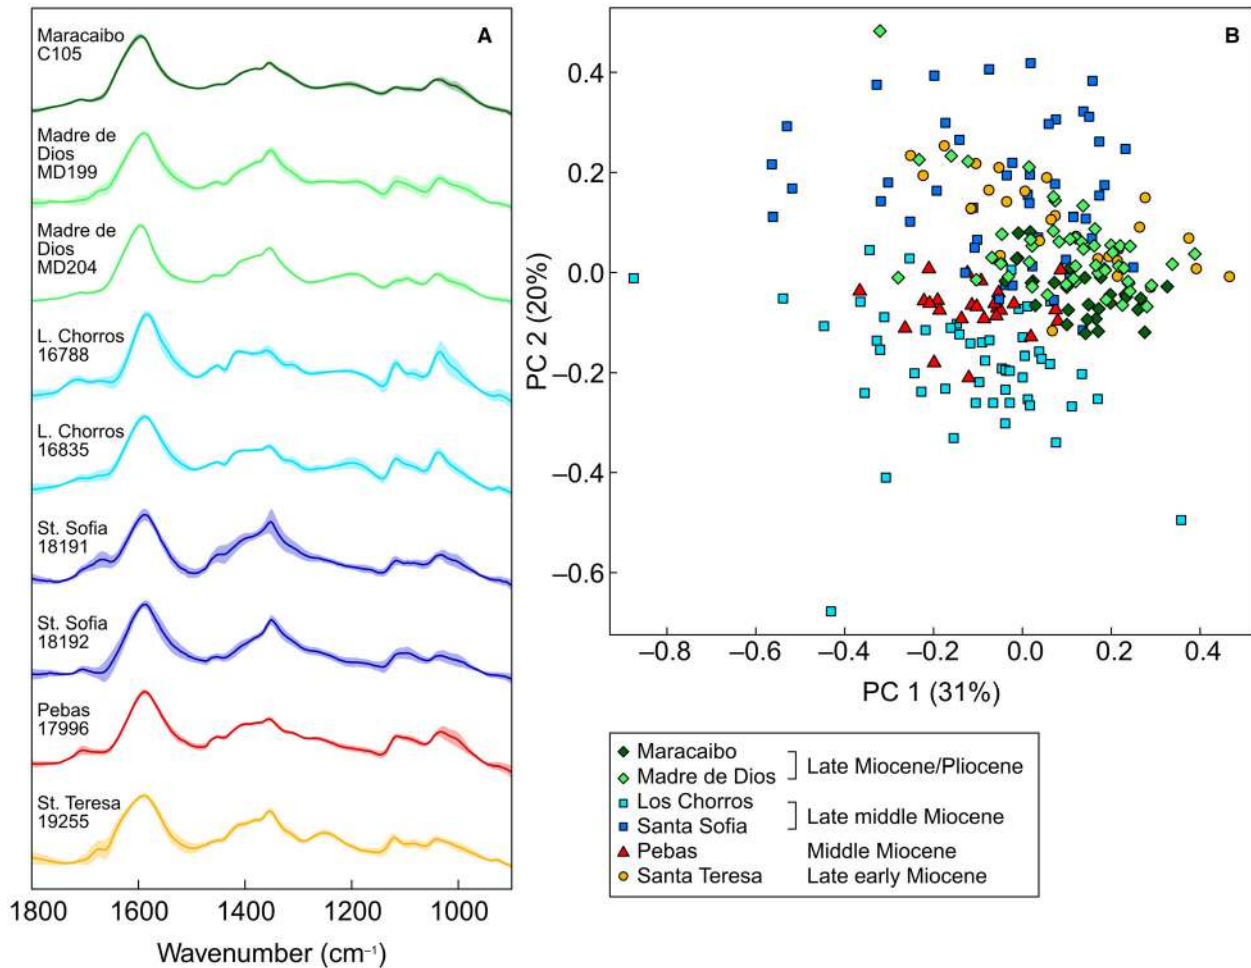 A
Maracaibo
C105
Madre de
Dios
MD199
Madre de
Dios
MD204
L. Chorros
16788
L. Chorros
16835
St. Sofia
18191
St. Sofia
18192
Pebas
17996
St. Teresa
19255
1800 1600 1400 1200 1000
Wavenumber (cm⁻¹)
B
0.4
0.2
0.0
−0.2
−0.4
−0.6
PC 2 (20%)
−0.8 −0.6 −0.4 −0.2 0.0 0.2 0.4
PC 1 (31%)
Maracaibo
Madre de Dios
Late Miocene/Pliocene
Los Chorros
Santa Sofia
Late middle Miocene
Pebas Middle Miocene
Santa Teresa Late early Miocene